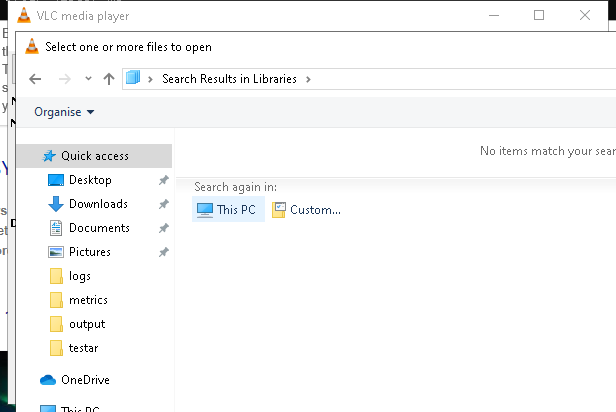 VLC media player
Select one or more files to open
Search Results in Libraries
Organise
Quick access
Desktop
Downloads
Documents
Pictures
logs
metrics
output
testar
OneDrive
This PC
No items match your sear
Search again in:
This PC
Custom...